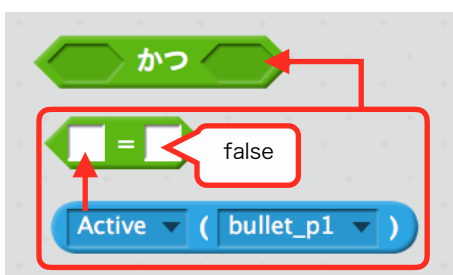 かつ
=
false
Active ( bullet_p1 )